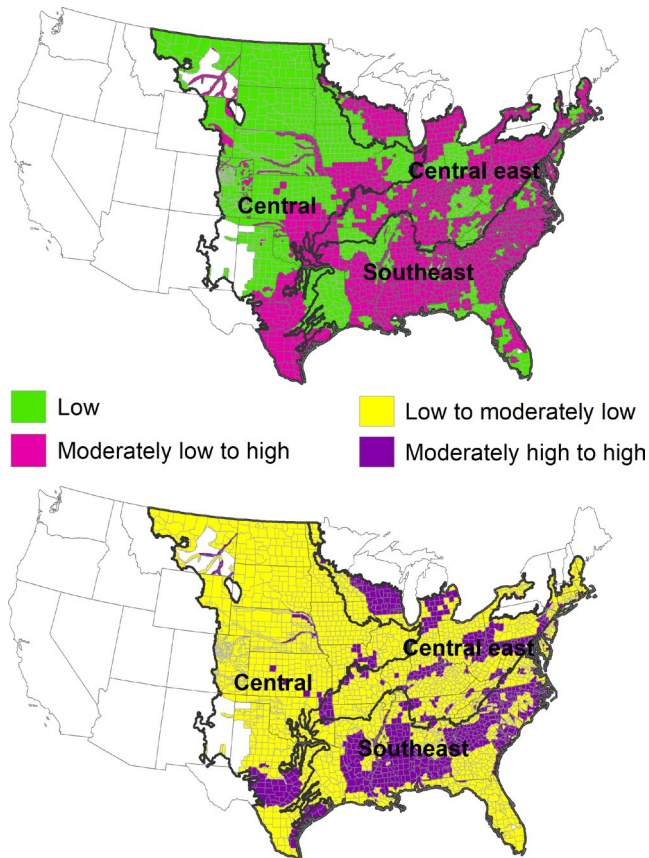 Central east
Central
Southeast
Low
Low to moderately low
Moderately low to high
Moderately high to high
Central east
Central
Southeast